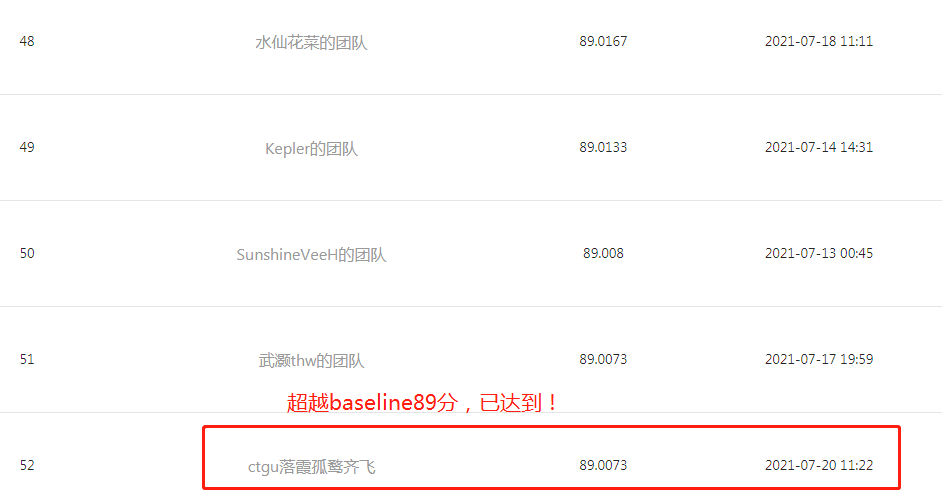 48 水仙花菜的团队 89.0167 2021-07-18 11:11
49 Kepler的团队 89.0133 2021-07-14 14:31
50 SunshineVeeH的团队 89.008 2021-07-13 00:45
51 武灏thw的团队 89.0073 2021-07-17 19:59
超越baseline89分，已达到！
52 ctgu落霞孤鹜齐飞 89.0073 2021-07-20 11:22